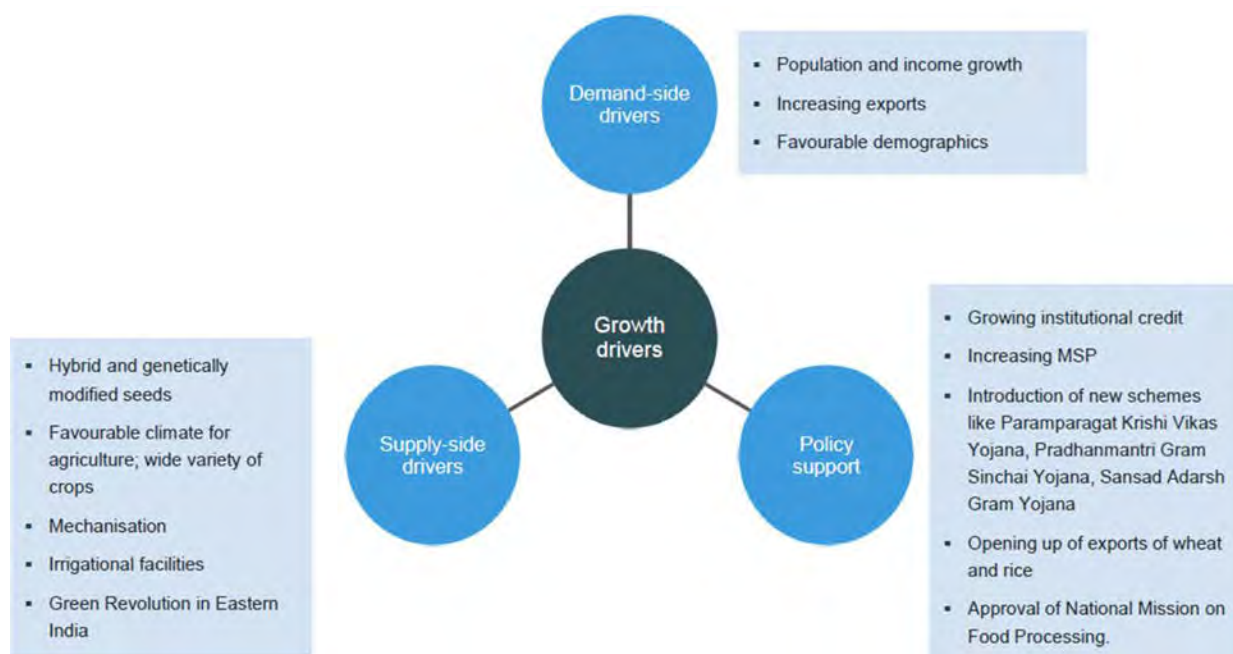 Demand-side
drivers
▪ Population and income growth
▪ Increasing exports
▪ Favourable demographics
Growth
drivers
Supply-side
drivers
▪ Hybrid and genetically
modified seeds
▪ Favourable climate for
agriculture; wide variety of
crops
▪ Mechanisation
▪ Irrigational facilities
▪ Green Revolution in Eastern
India
Policy
support
▪ Growing institutional credit
▪ Increasing MSP
▪ Introduction of new schemes
like Paramparagat Krishi Vikas
Yojana, Pradhanmantri Gram
Sinchai Yojana, Sansad Adarsh
Gram Yojana
▪ Opening up of exports of wheat
and rice
▪ Approval of National Mission on
Food Processing.